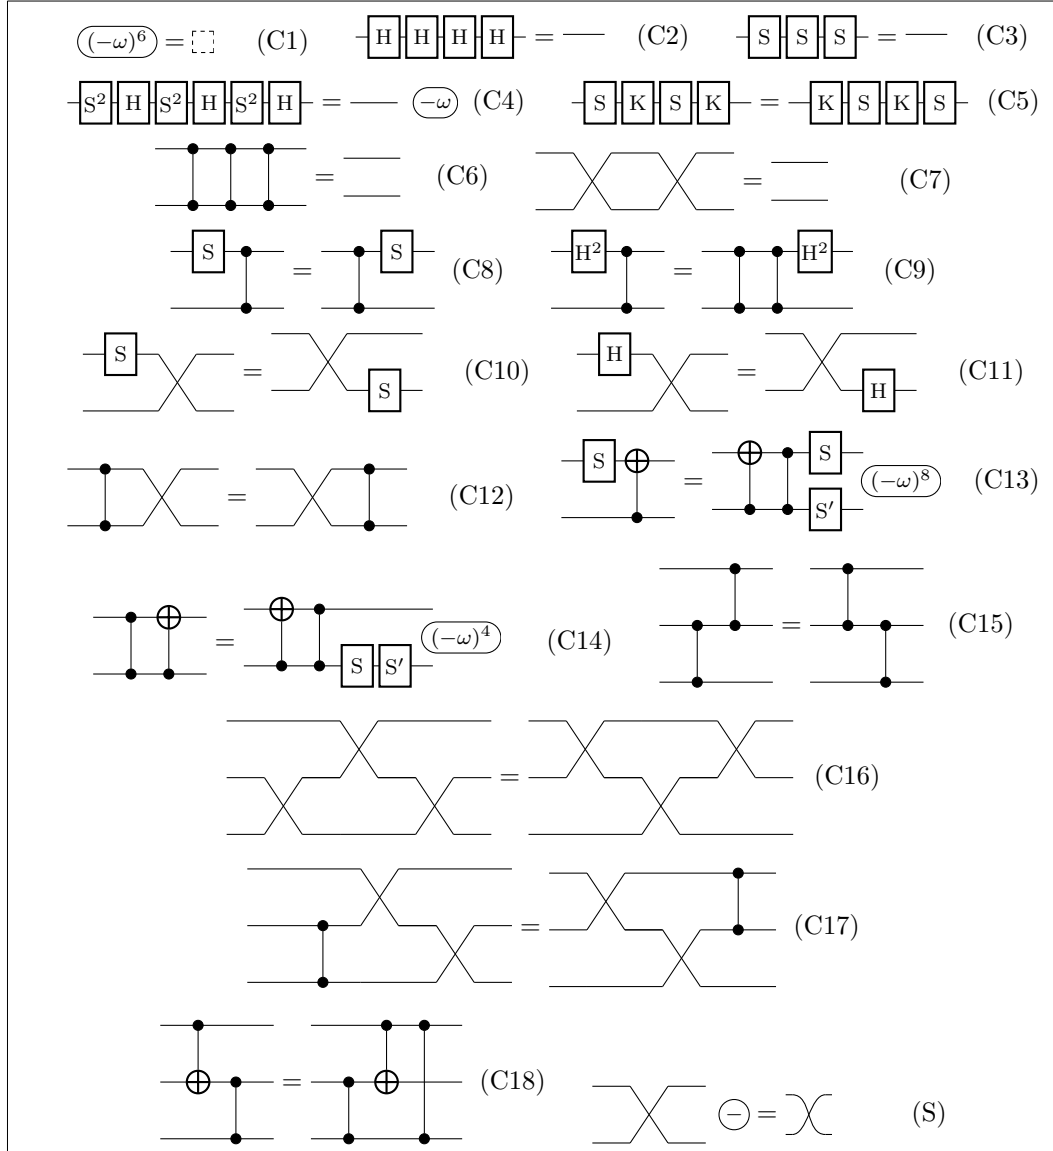 (−ω)⁶ = (C1) H H H H = (C2) S S S = (C3)
S² H S² H S² H = −ω (C4) S K S K = K S K S (C5)
= (C6) = (C7)
S = S (C8) H² = H² (C9)
S = S (C10) H = H (C11)
= (C12) S = S S′ (−ω)⁸ (C13)
= S S′ (−ω)⁴ (C14) = (C15)
= (C16)
= (C17)
= (C18) − = (S)